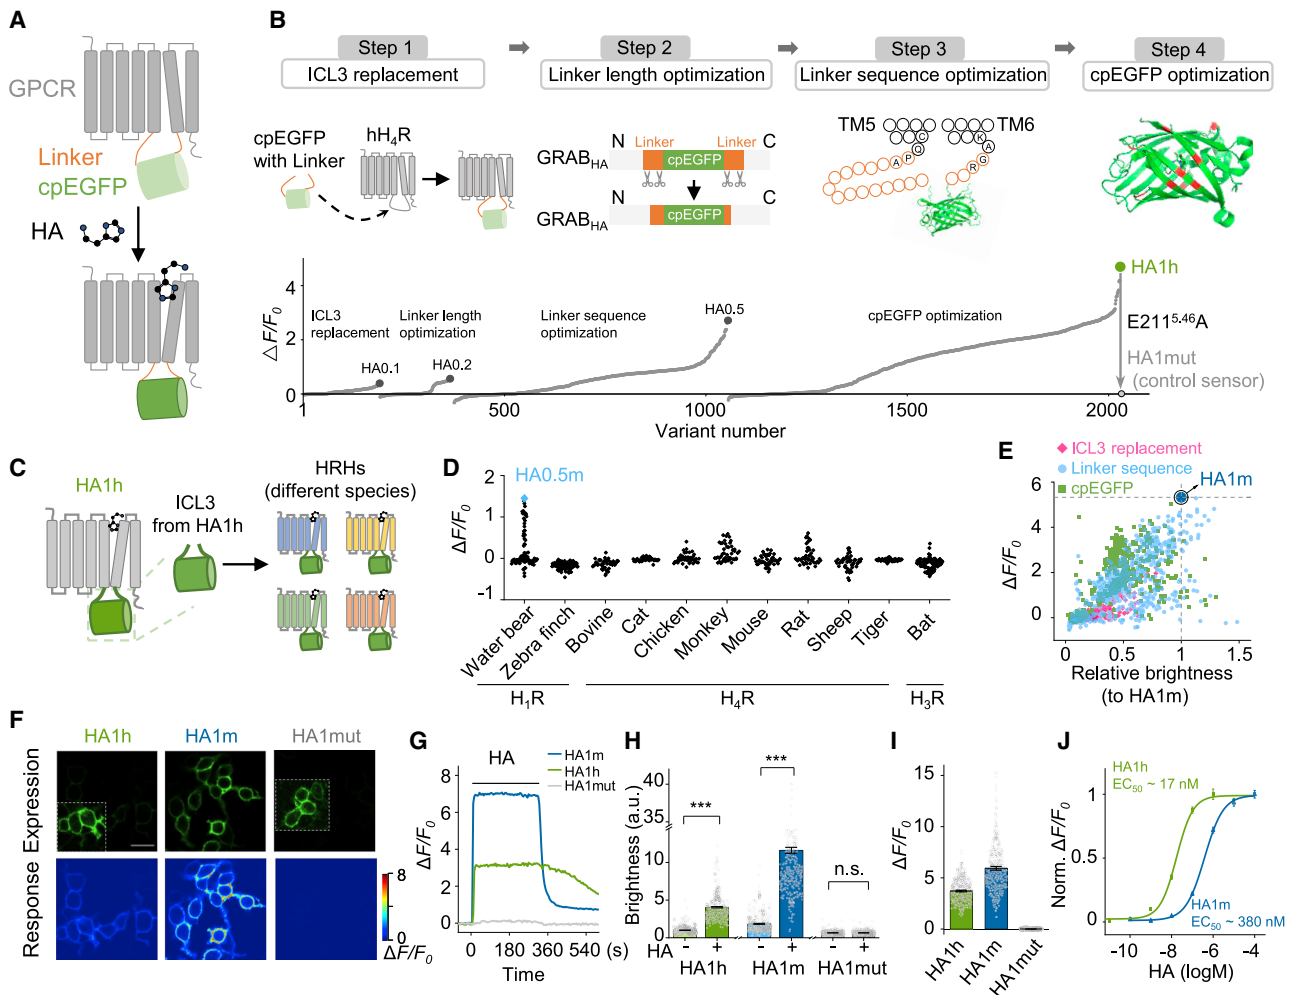 A
GPCR
Linker
cpEGFP
HA
B
Step 1
ICL3 replacement
Step 2
Linker length optimization
Step 3
Linker sequence optimization
Step 4
cpEGFP optimization
cpEGFP
with Linker
hH4R
N
Linker
Linker
C
GRABHA
cpEGFP
GRABHA
cpEGFP
N
C
TM5
TM6
C
Q
P
A
K
A
G
R
ΔF/F0
4
2
0
ICL3
replacement
HA0.1
Linker length
optimization
HA0.2
Linker sequence
optimization
HA0.5
cpEGFP optimization
HA1h
E211^5.46A
HA1mut
(control sensor)
1
500
1000
1500
2000
Variant number
C
HA1h
ICL3
from HA1h
HRHs
(different species)
D
HA0.5m
ΔF/F0
2
1
0
-1
Water bear
Zebra finch
Bovine
Cat
Chicken
Monkey
Mouse
Rat
Sheep
Tiger
Bat
H1R
H4R
H3R
E
ICL3 replacement
Linker sequence
cpEGFP
HA1m
ΔF/F0
6
4
2
0
0
0.5
1
1.5
Relative brightness
(to HA1m)
F
HA1h
HA1m
HA1mut
Expression
Response
8
0
ΔF/F0
G
HA
HA1m
HA1h
HA1mut
ΔF/F0
8
6
4
2
0
0
180
360
540
(s)
Time
H
Brightness (a.u.)
40
35
10
5
0
***
***
n.s.
HA
-
+
-
+
-
+
HA1h
HA1m
HA1mut
I
ΔF/F0
15
10
5
0
HA1h
HA1m
HA1mut
J
HA1h
EC50 ~ 17 nM
Norm. ΔF/F0
1
0.5
0
HA1m
EC50 ~ 380 nM
-10
-8
-6
-4
HA (logM)